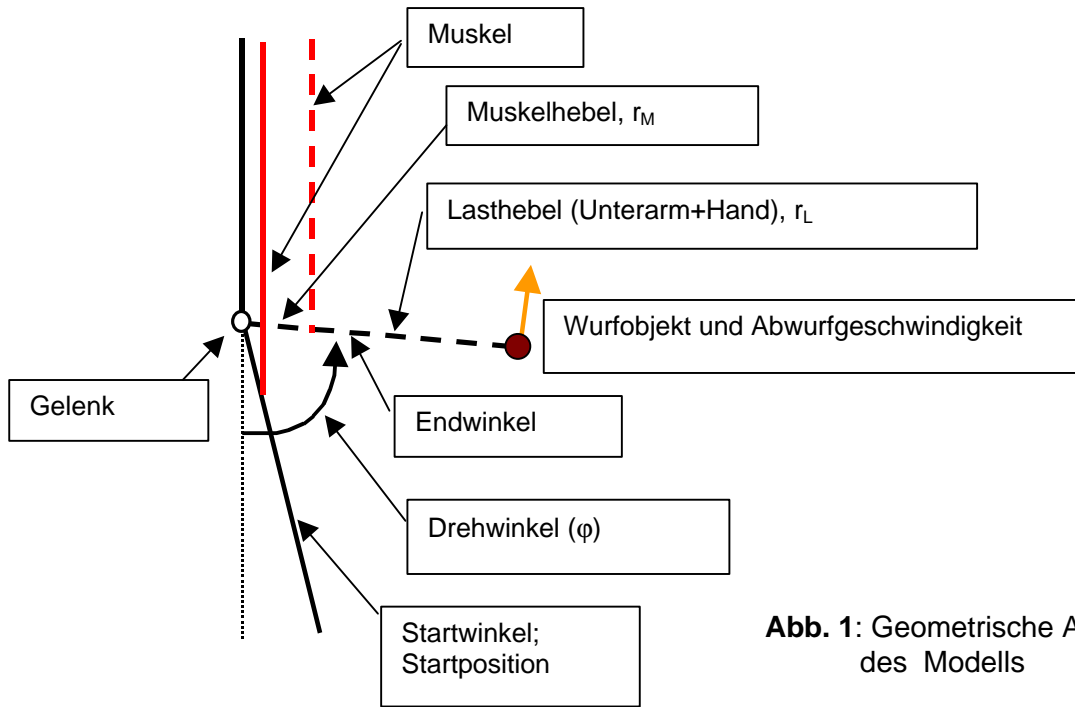 Muskel
Muskelhebel, rM
Lasthebel (Unterarm+Hand), rL
Wurfobjekt und Abwurfgeschwindigkeit
Gelenk
Endwinkel
Drehwinkel (φ)
Startwinkel;
Startposition
Abb. 1: Geometrische A
des Modells